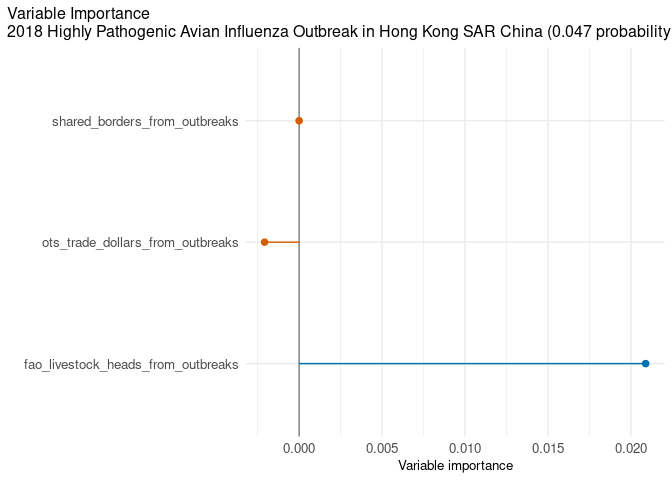 Variable Importance
2018 Highly Pathogenic Avian Influenza Outbreak in Hong Kong SAR China (0.047 probability
shared_borders_from_outbreaks
ots_trade_dollars_from_outbreaks
fao_livestock_heads_from_outbreaks
0.000 0.005 0.010 0.015 0.020
Variable importance